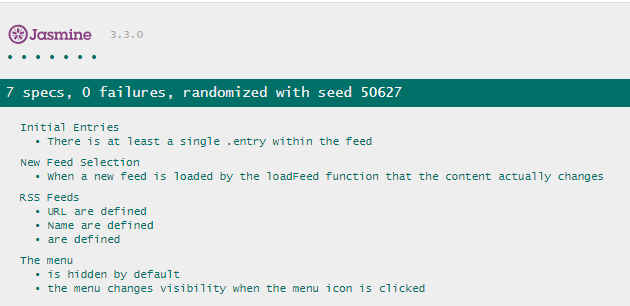 Jasmine 3.3.0
• • • • • • •
7 specs, 0 failures, randomized with seed 50627
Initial Entries
• There is at least a single .entry within the feed
New Feed Selection
• When a new feed is loaded by the loadFeed function that the content actually changes
RSS Feeds
• URL are defined
• Name are defined
• are defined
The menu
• is hidden by default
• the menu changes visibility when the menu icon is clicked